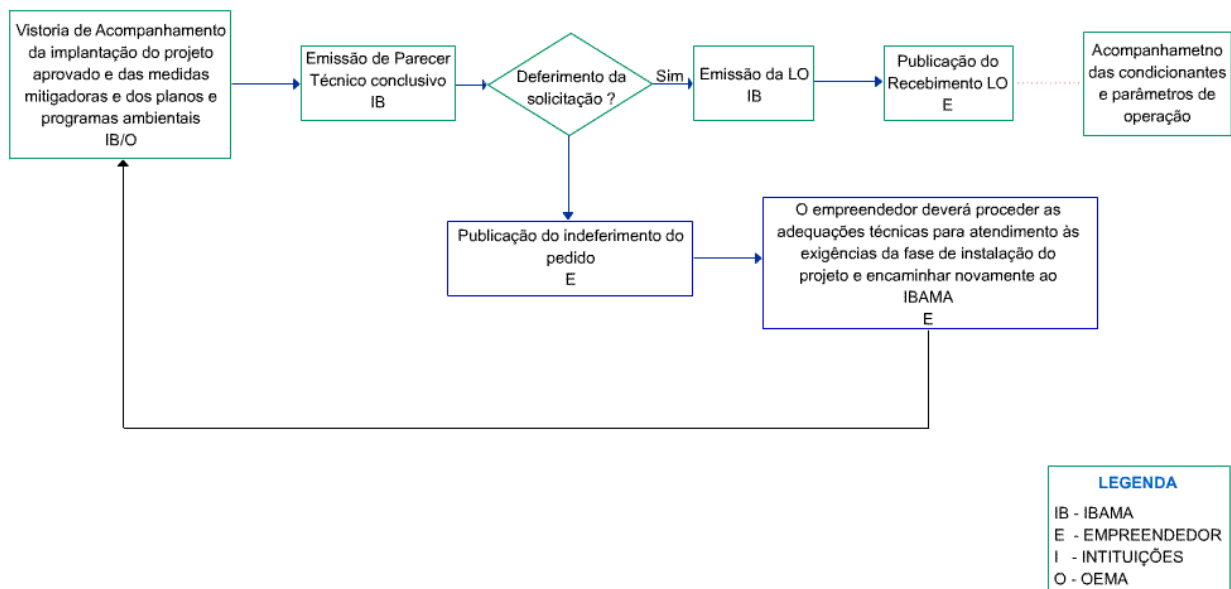 Vistoria de Acompanhamento
da implantação do projeto
aprovado e das medidas
mitigadoras e dos planos e
programas ambientais
IB/O
Emissão de Parecer
Técnico conclusivo
IB
Deferimento da
solicitação ?
Sim
Emissão da LO
IB
Publicação do
Recebimento LO
E
Acompanhametno
das condicionantes
e parâmetros de
operação
Publicação do indeferimento do
pedido
E
O empreendedor deverá proceder as
adequações técnicas para atendimento às
exigências da fase de instalação do
projeto e encaminhar novamente ao
IBAMA
E
LEGENDA
IB - IBAMA
E - EMPREENDEDOR
I - INTITUIÇÕES
O - OEMA